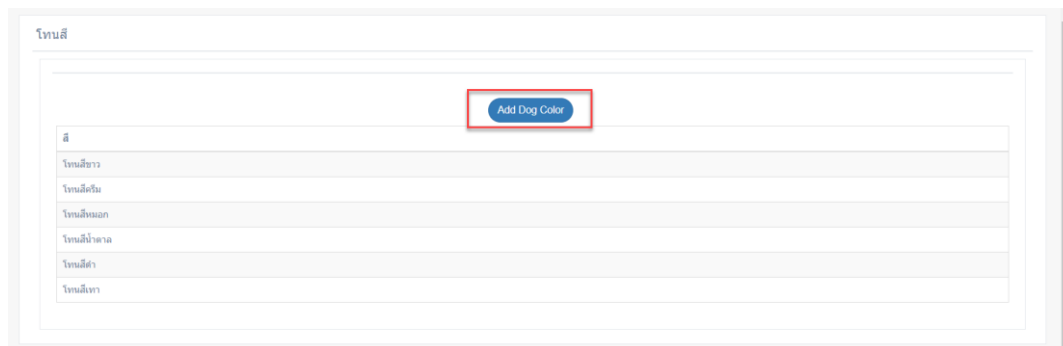 โทนสี
Add Dog Color
สี
โทนสีขาว
โทนสีครีม
โทนสีหมอก
โทนสีน้ำตาล
โทนสีดำ
โทนสีเทา